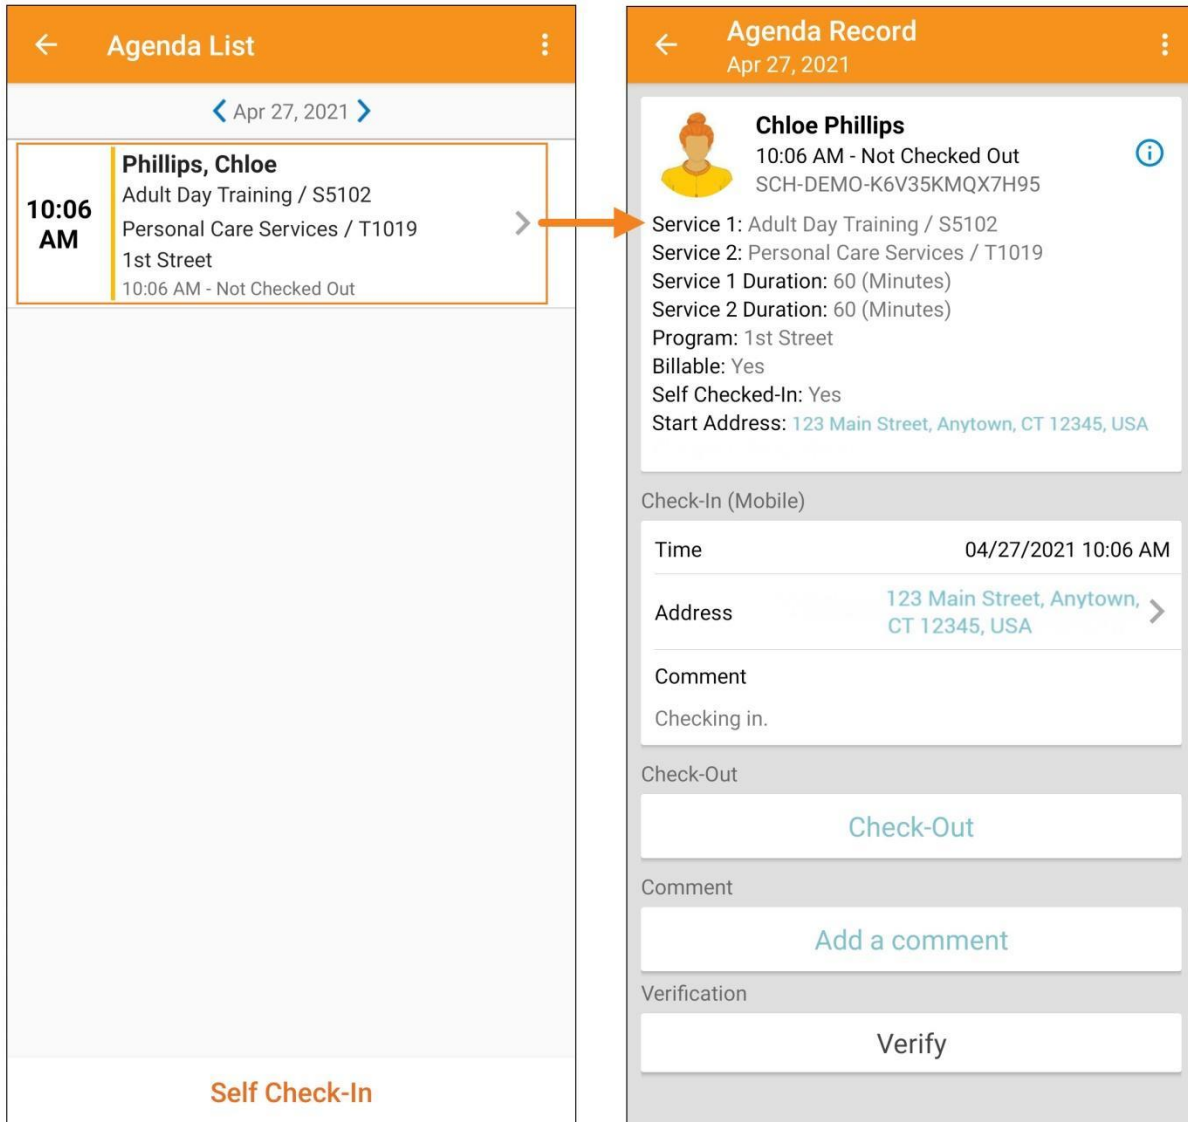 Agenda List
Apr 27, 2021
10:06
AM
Phillips, Chloe
Adult Day Training / S5102
Personal Care Services / T1019
1st Street
10:06 AM - Not Checked Out
Self Check-In
Agenda Record
Apr 27, 2021
Chloe Phillips
10:06 AM - Not Checked Out
SCH-DEMO-K6V35KMQX7H95
Service 1: Adult Day Training / S5102
Service 2: Personal Care Services / T1019
Service 1 Duration: 60 (Minutes)
Service 2 Duration: 60 (Minutes)
Program: 1st Street
Billable: Yes
Self Checked-In: Yes
Start Address: 123 Main Street, Anytown, CT 12345, USA
Check-In (Mobile)
Time 04/27/2021 10:06 AM
Address 123 Main Street, Anytown,
CT 12345, USA
Comment
Checking in.
Check-Out
Check-Out
Comment
Add a comment
Verification
Verify